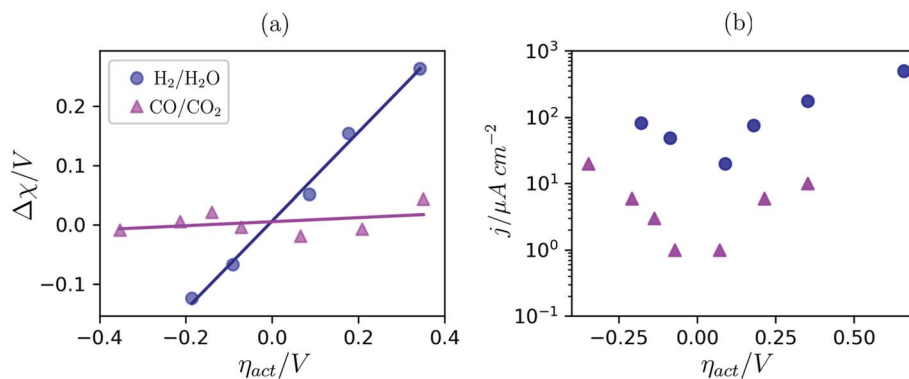 (a)
(b)
Δχ/V
0.2
0.1
0.0
−0.1
H₂/H₂O
CO/CO₂
−0.4
−0.2
0.0
0.2
0.4
η_act/V
j/μA cm⁻²
10³
10²
10¹
10⁰
10⁻¹
−0.25
0.00
0.25
0.50
η_act/V